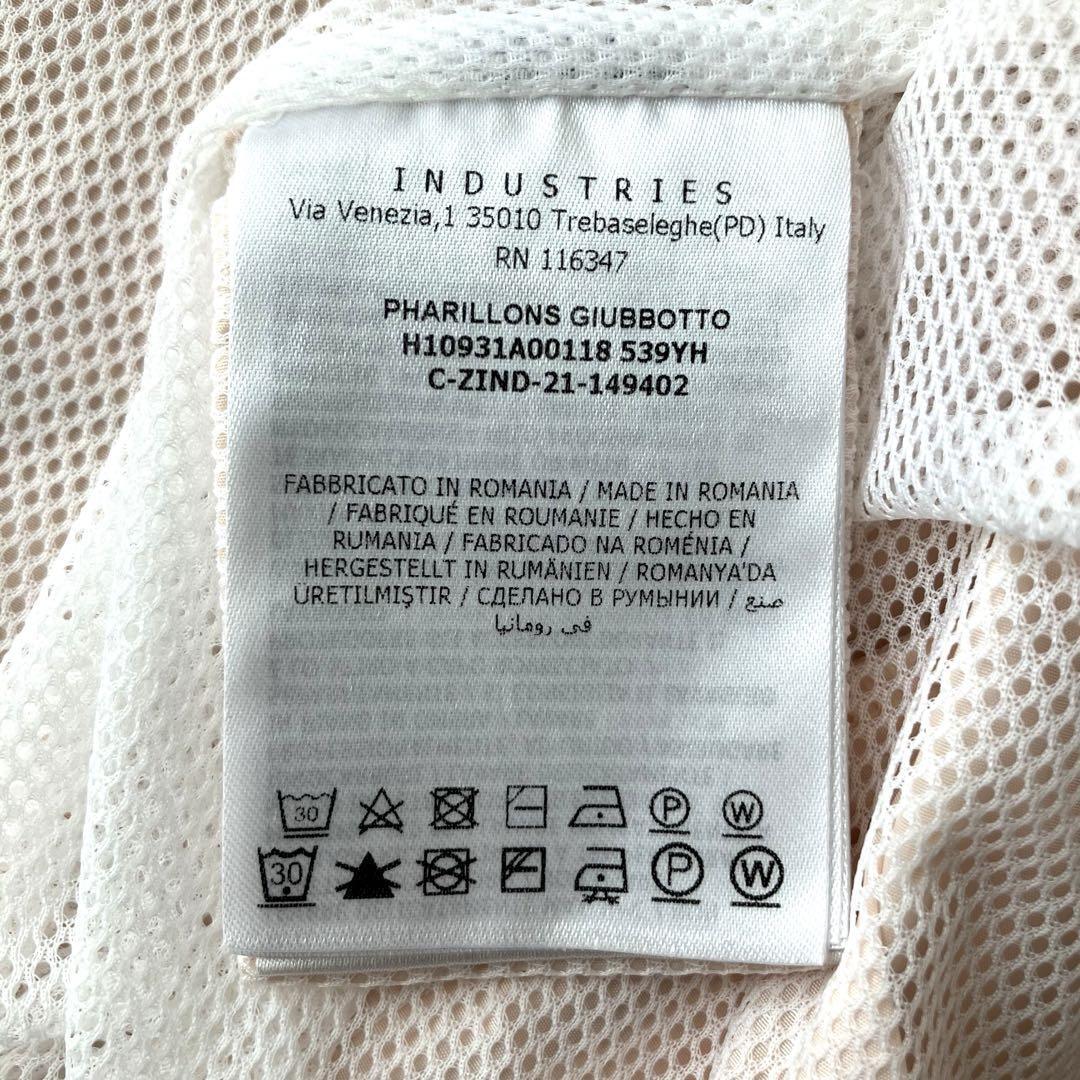 INDUSTRIES
Via Venezia,1 35010 Trebaseleghe(PD) Italy
RN 116347
PHARILLONS GIUBBOTTO
H10931A00118 539YH
C-ZIND-21-149402
FABBRICATO IN ROMANIA / MADE IN ROMANIA
/ FABRIQUÉ EN ROUMANIE / HECHO EN
RUMANIA / FABRICADO NA ROMÉNIA /
HERGESTELLT IN RUMÄNIEN / ROMANYA'DA
ÜRETILMIŞTIR / СДЕЛАНО В РУМЫНИИ / صنع
في رومانيا
30 P W
30 P W